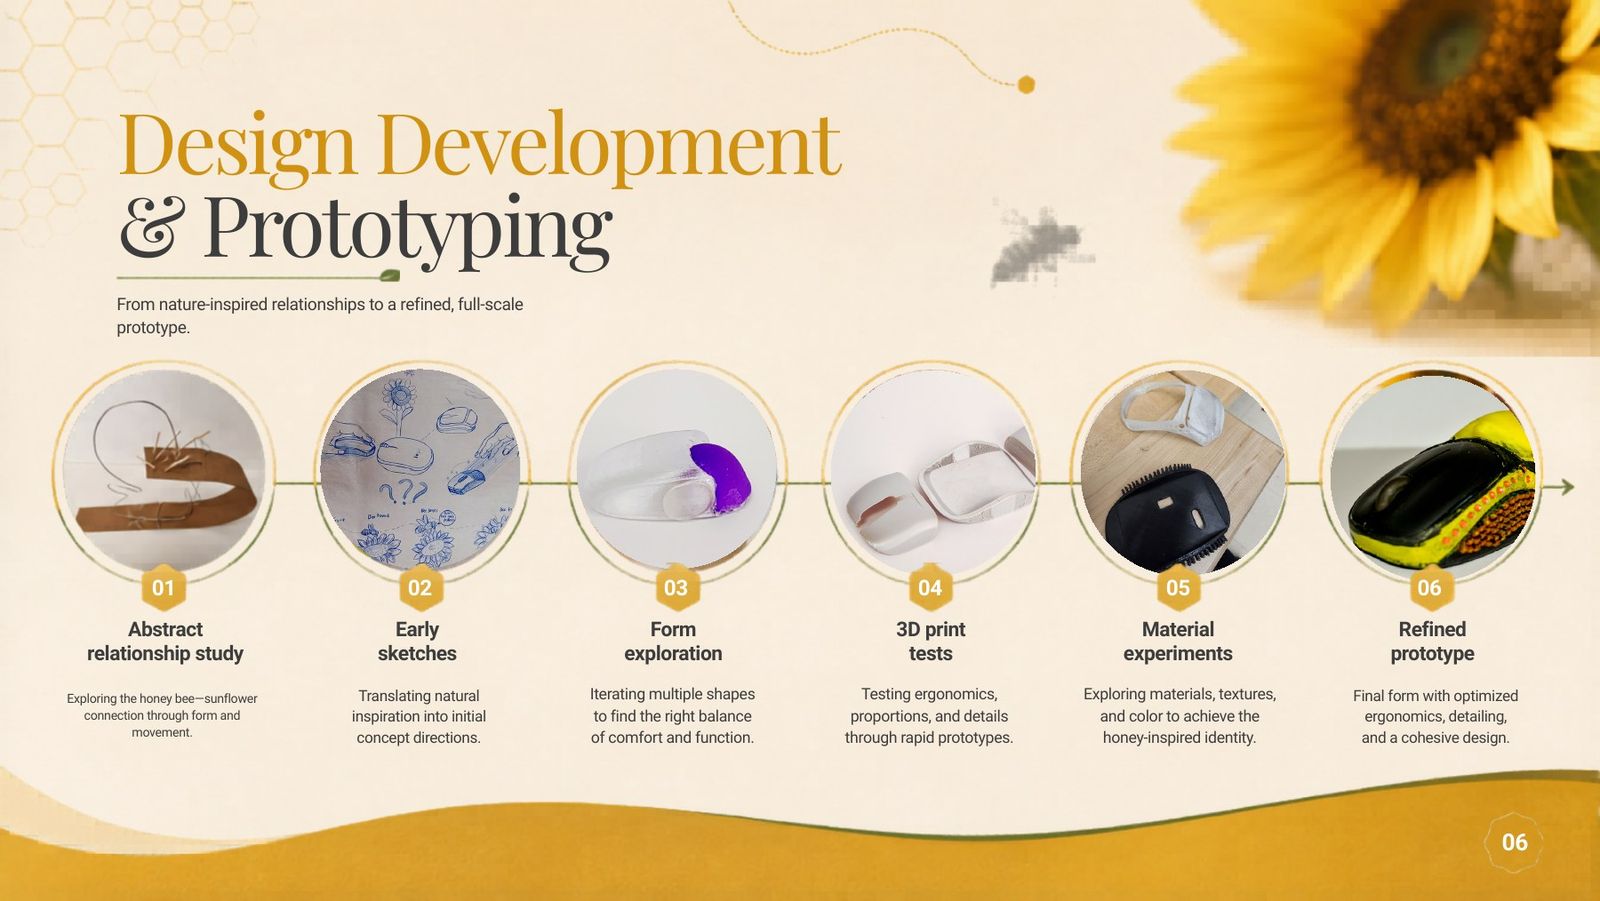 Design Development
& Prototyping
From nature-inspired relationships to a refined, full-scale
prototype.
01
Abstract
relationship study
Exploring the honey bee—sunflower
connection through form and
movement.
02
Early
sketches
Translating natural
inspiration into initial
concept directions.
???
03
Form
exploration
Iterating multiple shapes
to find the right balance
of comfort and function.
04
3D print
tests
Testing ergonomics,
proportions, and details
through rapid prototypes.
05
Material
experiments
Exploring materials, textures,
and color to achieve the
honey-inspired identity.
06
Refined
prototype
Final form with optimized
ergonomics, detailing,
and a cohesive design.
06